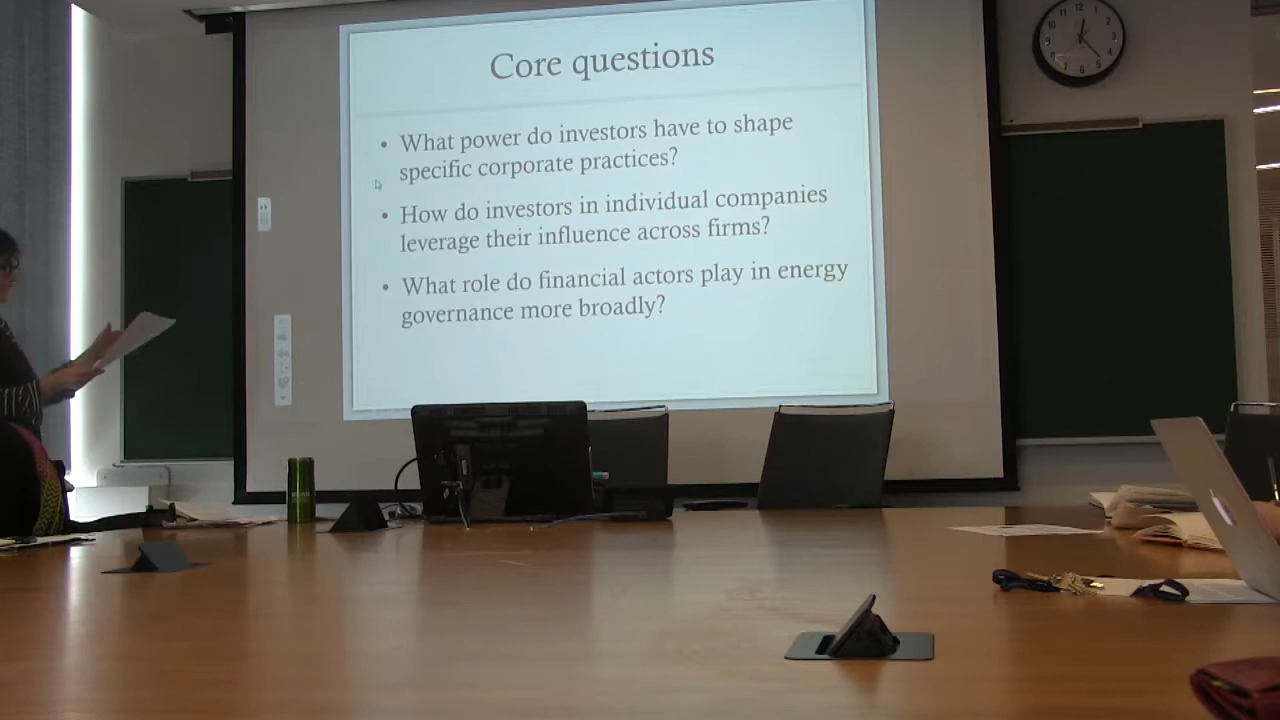 Core questions
• What power do investors have to shape
specific corporate practices?
• How do investors in individual companies
leverage their influence across firms?
• What role do financial actors play in energy
governance more broadly?